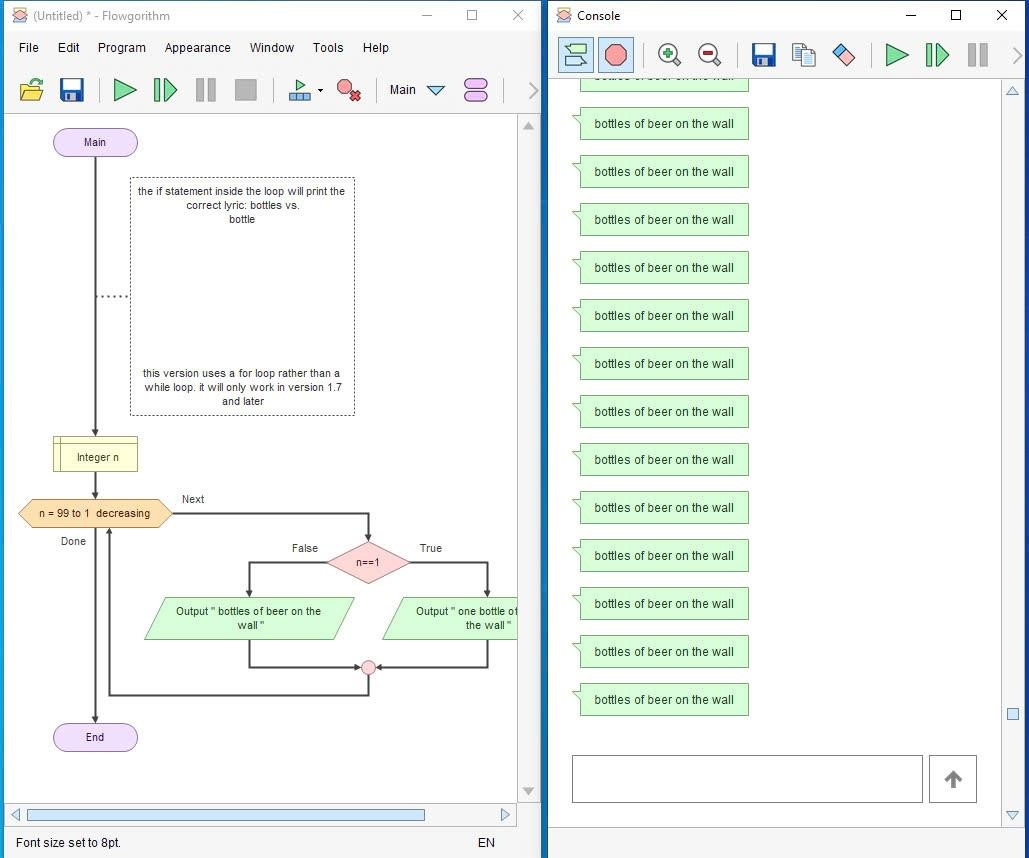 (Untitled) * - Flowgorithm
File Edit Program Appearance Window Tools Help
Main
Main
the if statement inside the loop will print the
correct lyric: bottles vs.
bottle
this version uses a for loop rather than a
while loop. it will only work in version 1.7
and later
Integer n
n = 99 to 1  decreasing
Next
Done
False
n==1
True
Output " bottles of beer on the
wall "
Output " one bottle of
the wall "
End
Font size set to 8pt.
EN
Console
bottles of beer on the wall
bottles of beer on the wall
bottles of beer on the wall
bottles of beer on the wall
bottles of beer on the wall
bottles of beer on the wall
bottles of beer on the wall
bottles of beer on the wall
bottles of beer on the wall
bottles of beer on the wall
bottles of beer on the wall
bottles of beer on the wall
bottles of beer on the wall
bottles of beer on the wall